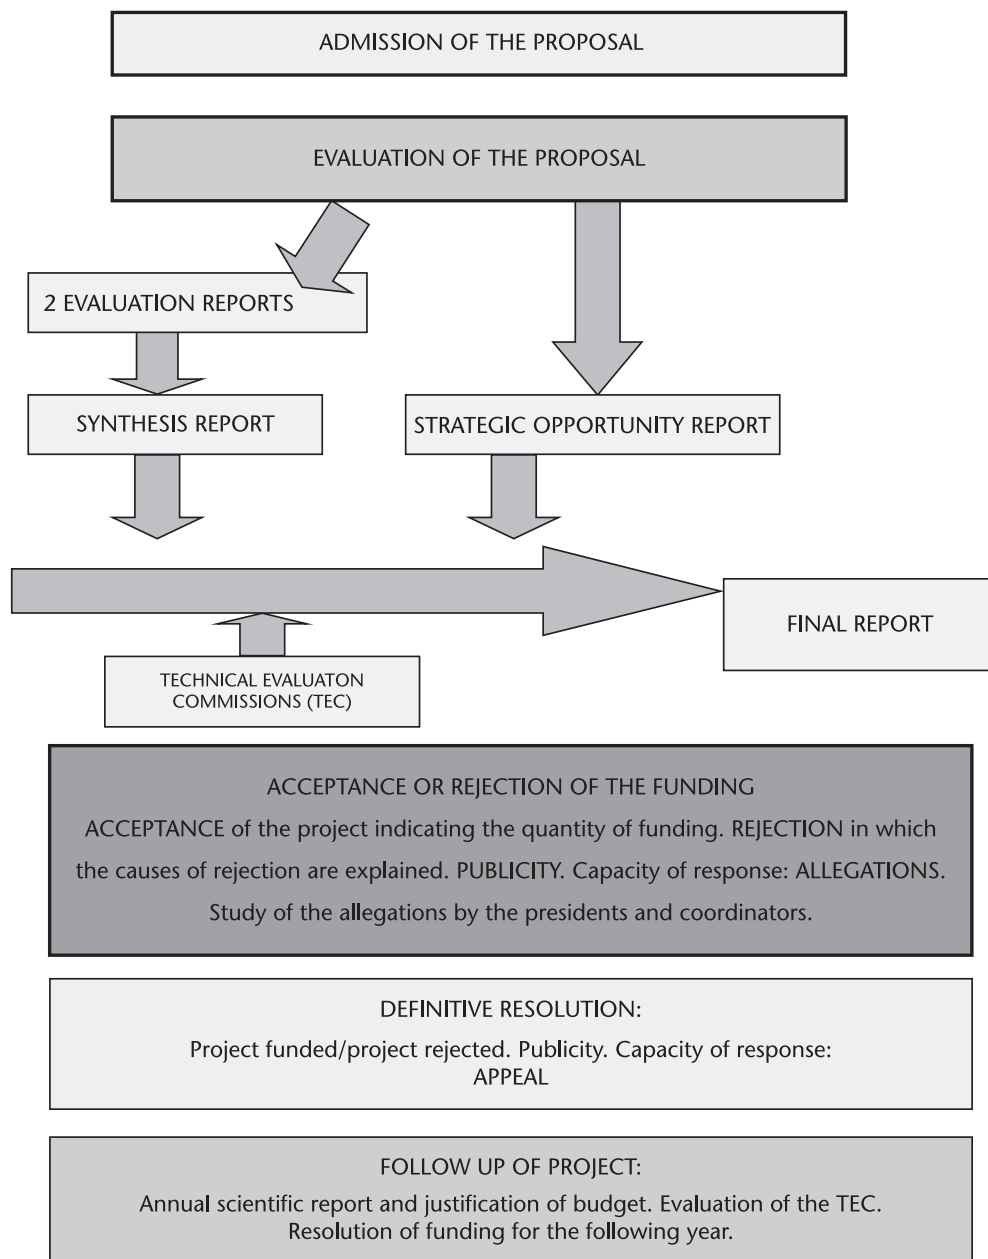 ADMISSION OF THE PROPOSAL
EVALUATION OF THE PROPOSAL
2 EVALUATION REPORTS
SYNTHESIS REPORT
STRATEGIC OPPORTUNITY REPORT
FINAL REPORT
TECHNICAL EVALUATON
COMMISSIONS (TEC)
ACCEPTANCE OR REJECTION OF THE FUNDING
ACCEPTANCE of the project indicating the quantity of funding. REJECTION in which
the causes of rejection are explained. PUBLICITY. Capacity of response: ALLEGATIONS.
Study of the allegations by the presidents and coordinators.
DEFINITIVE RESOLUTION:
Project funded/project rejected. Publicity. Capacity of response:
APPEAL
FOLLOW UP OF PROJECT:
Annual scientific report and justification of budget. Evaluation of the TEC.
Resolution of funding for the following year.